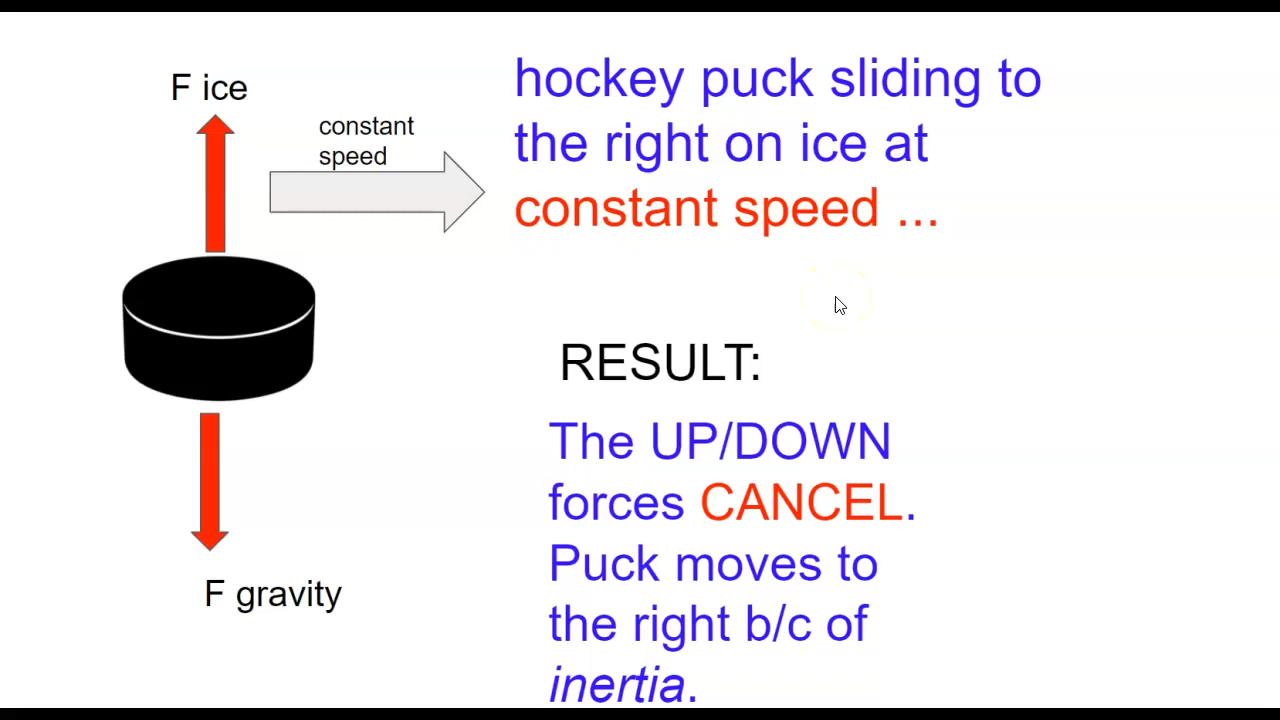 F ice
constant
speed
hockey puck sliding to
the right on ice at
constant speed ...
RESULT:
The UP/DOWN
forces CANCEL.
Puck moves to
the right b/c of
inertia.
F gravity